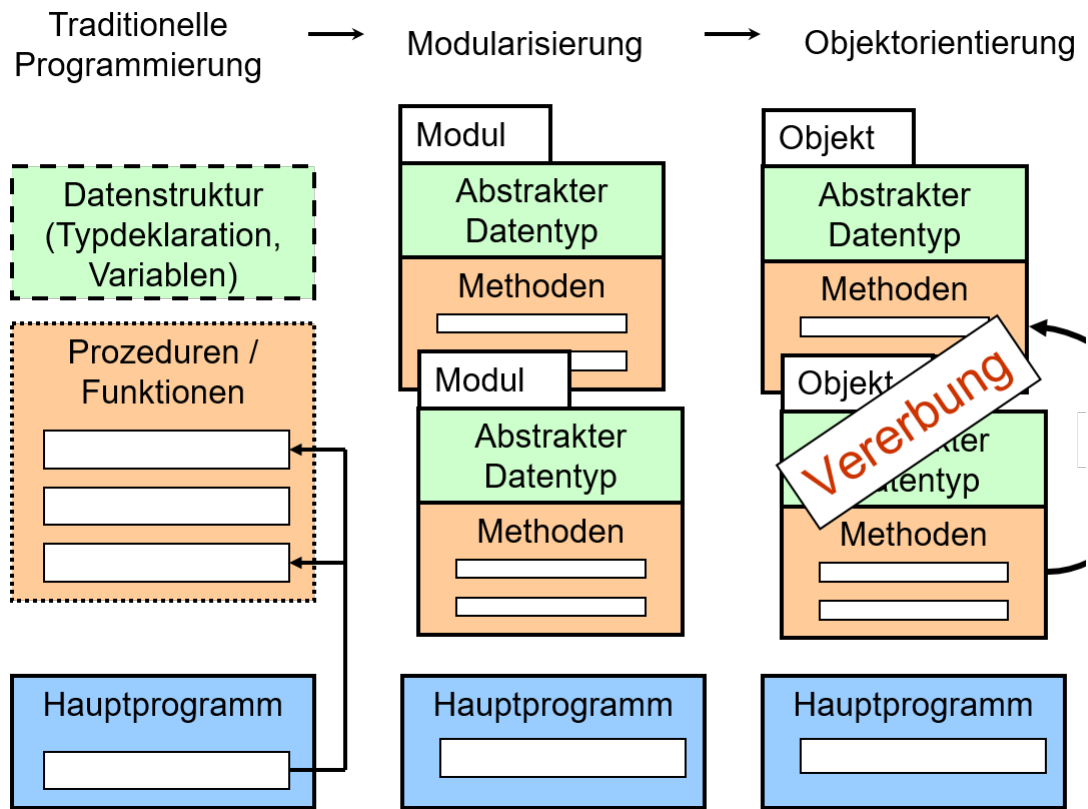 Traditionelle
Programmierung
Modularisierung
Objektorientierung
Datenstruktur
(Typdeklaration,
Variablen)
Prozeduren /
Funktionen
Hauptprogramm
Modul
Abstrakter
Datentyp
Methoden
Modul
Abstrakter
Datentyp
Methoden
Hauptprogramm
Objekt
Abstrakter
Datentyp
Methoden
Vererbung
Objekt
Methoden
Hauptprogramm